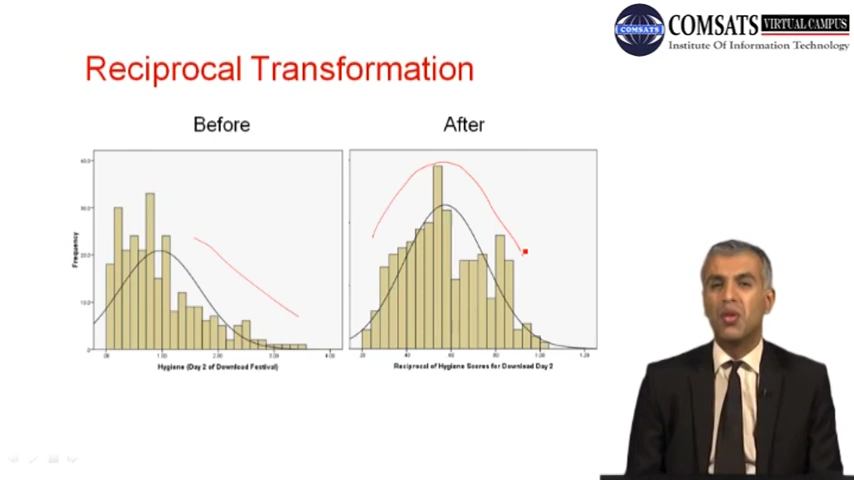 COMSATS
COMSATS VIRTUAL CAMPUS
Institute Of Information Technology
Reciprocal Transformation
Before
After
Frequency
Hygiene (Day 2 of Download Festival)
Reciprocal of Hygiene Scores for Download Day 2